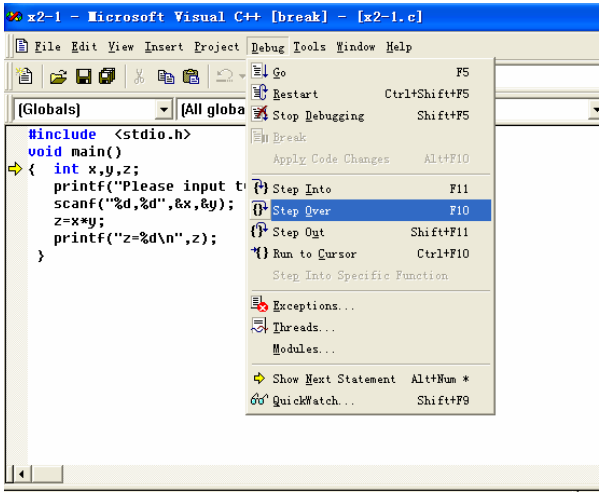 x2-1 - Microsoft Visual C++ [break] - [x2-1.c]
File Edit View Insert Project Debug Tools Window Help
(Globals) (All globa
#include <stdio.h>
void main()
{ int x,y,z;
printf("Please input t
scanf("%d,%d",&x,&y);
z=x*y;
printf("z=%d\n",z);
}
Go F5
Restart Ctrl+Shift+F5
Stop Debugging Shift+F5
Break
Apply Code Changes Alt+F10
Step Into F11
Step Over F10
Step Out Shift+F11
Run to Cursor Ctrl+F10
Step Into Specific Function
Exceptions...
Threads...
Modules...
Show Next Statement Alt+Num *
QuickWatch... Shift+F9